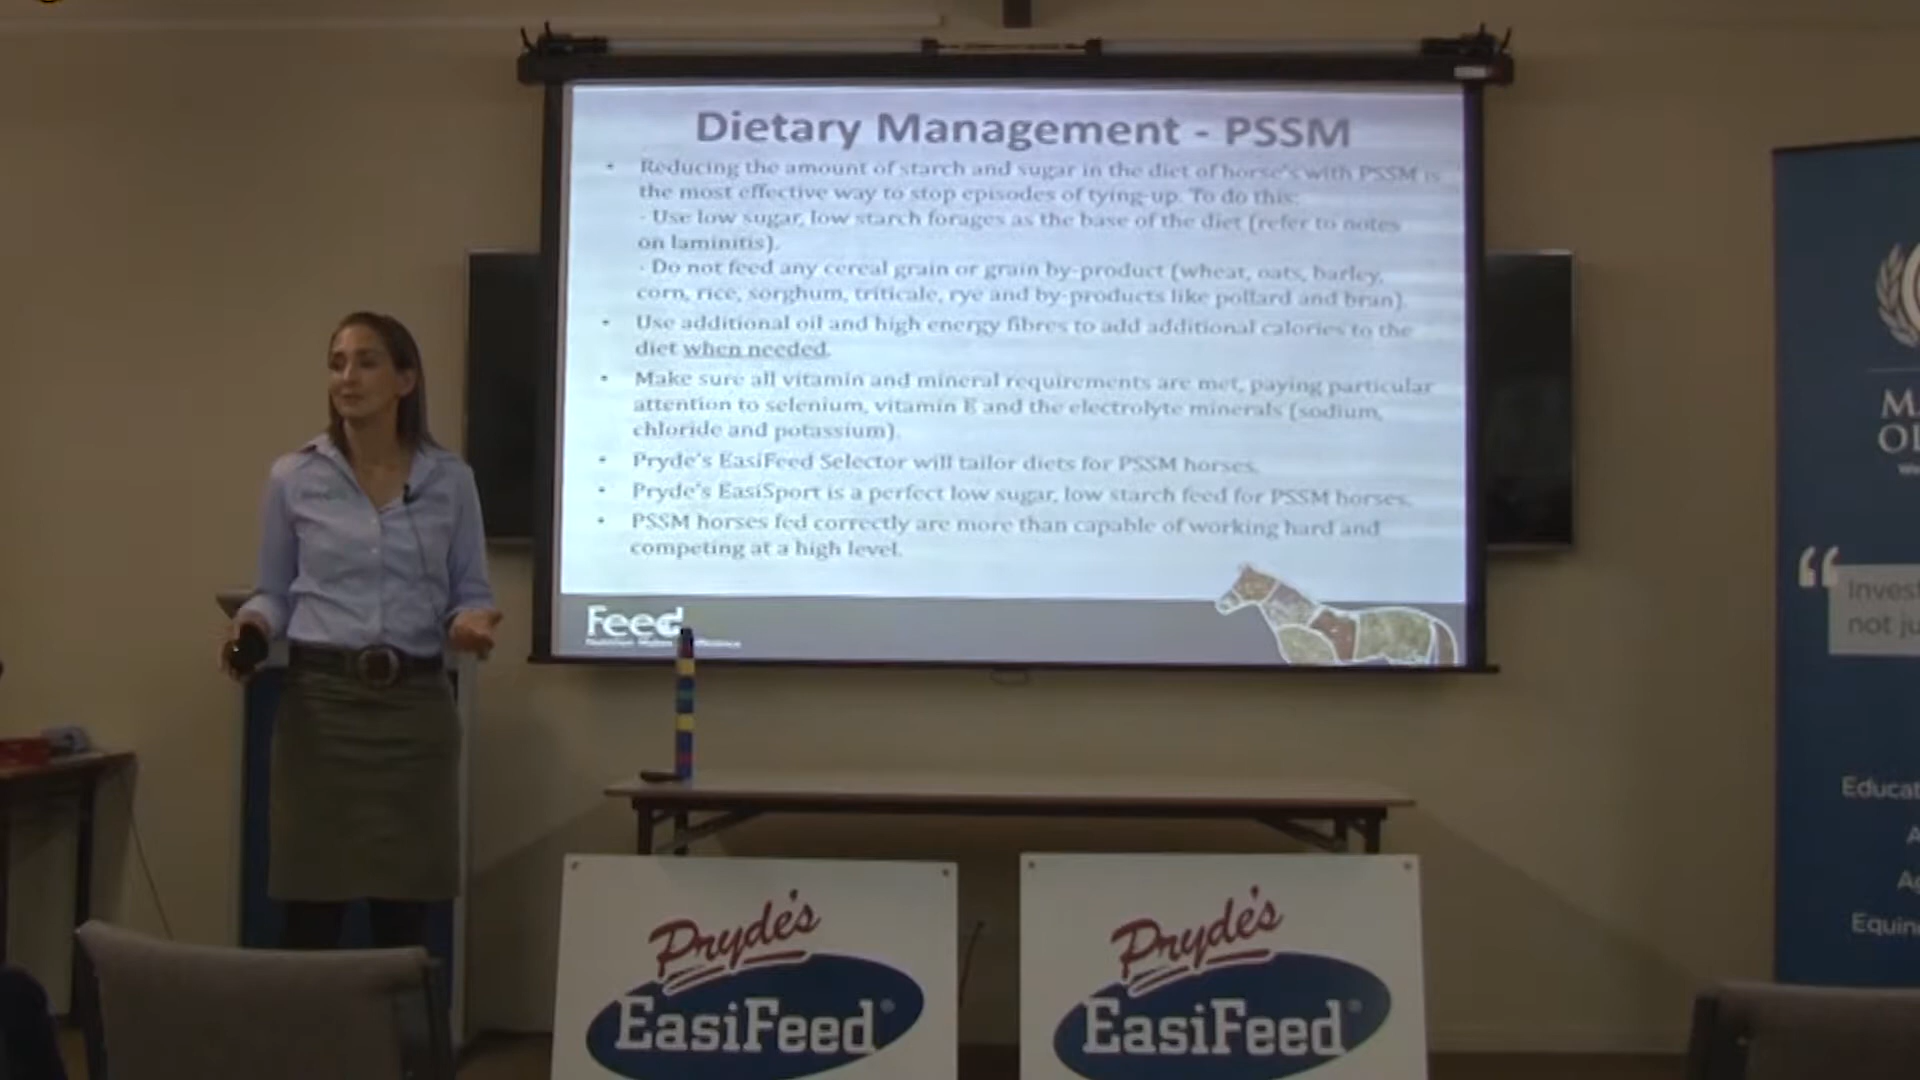 Dietary Management - PSSM
• Reducing the amount of starch and sugar in the diet of horse's with PSSM is
the most effective way to stop episodes of tying-up. To do this:
- Use low sugar, low starch forages as the base of the diet (refer to notes
on laminitis).
- Do not feed any cereal grain or grain by-product (wheat, oats, barley,
corn, rice, sorghum, triticale, rye and by-products like pollard and bran).
• Use additional oil and high energy fibres to add additional calories to the
diet when needed.
• Make sure all vitamin and mineral requirements are met, paying particular
attention to selenium, vitamin E and the electrolyte minerals (sodium,
chloride and potassium).
• Pryde's EasiFeed Selector will tailor diets for PSSM horses.
• Pryde's EasiSport is a perfect low sugar, low starch feed for PSSM horses.
• PSSM horses fed correctly are more than capable of working hard and
competing at a high level.
Feed
Pryde's
EasiFeed®
Pryde's
EasiFeed®
M
O
We
“
Invest
not ju
Educat
A
Ag
Equin